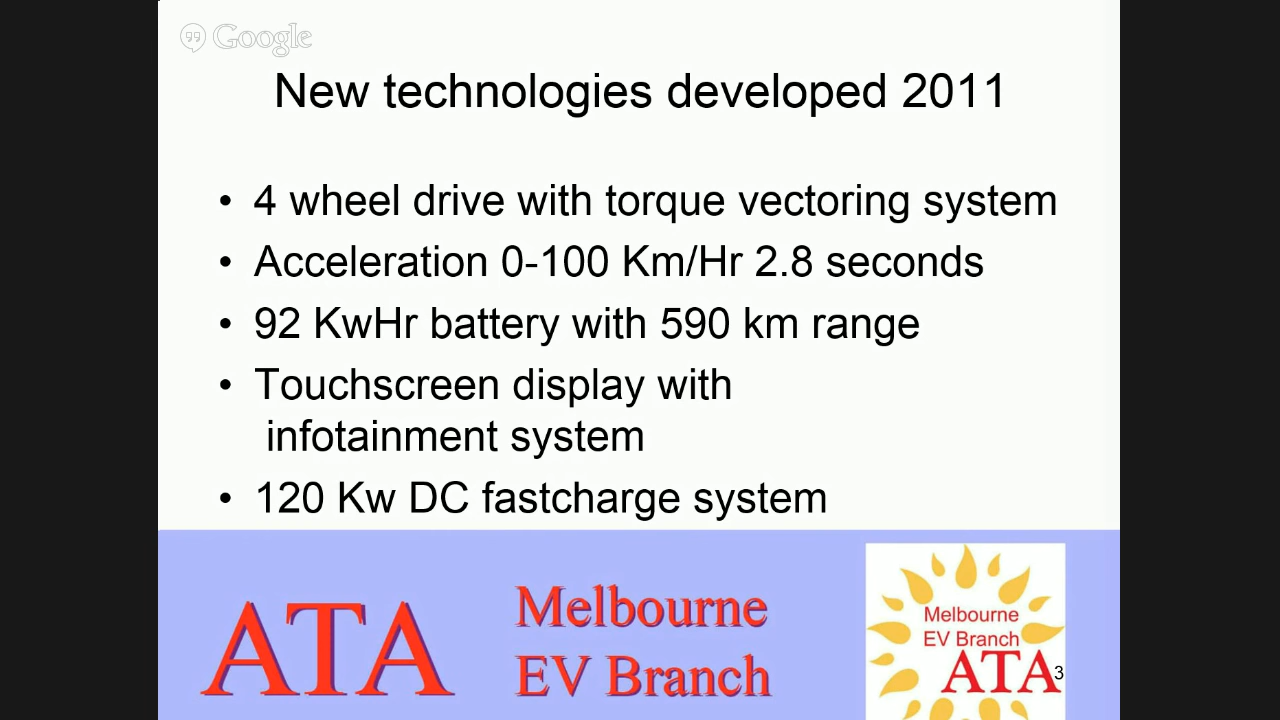 Google
New technologies developed 2011
• 4 wheel drive with torque vectoring system
• Acceleration 0-100 Km/Hr 2.8 seconds
• 92 KwHr battery with 590 km range
• Touchscreen display with
infotainment system
• 120 Kw DC fastcharge system
ATA
Melbourne
EV Branch
Melbourne
EV Branch
ATA
3